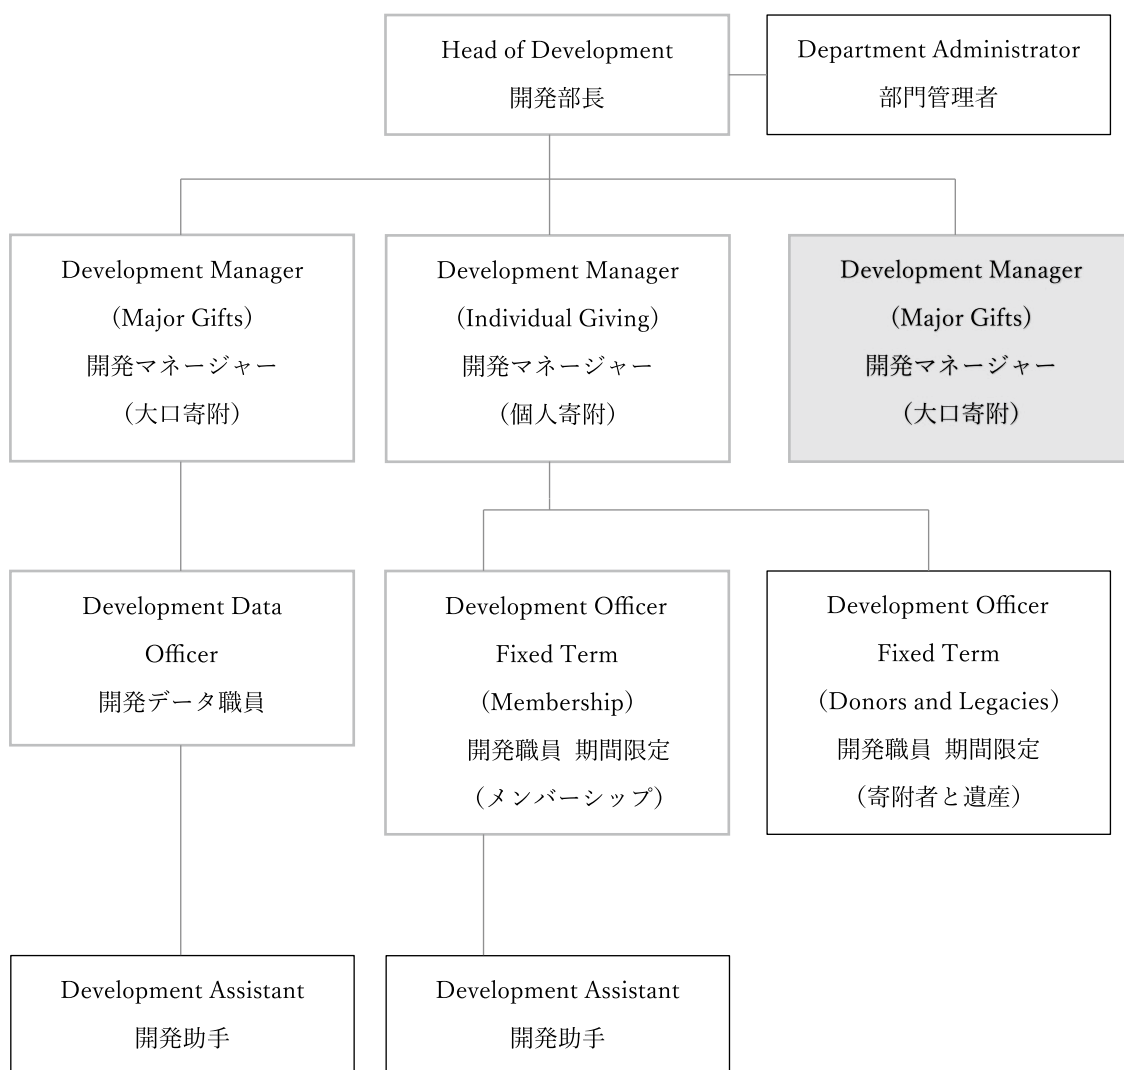 Head of Development
開発部長
Department Administrator
部門管理者
Development Manager
（Major Gifts）
開発マネージャー
（大口寄附）
Development Manager
（Individual Giving）
開発マネージャー
（個人寄附）
Development Manager
（Major Gifts）
開発マネージャー
（大口寄附）
Development Data
Officer
開発データ職員
Development Officer
Fixed Term
（Membership）
開発職員 期間限定
（メンバーシップ）
Development Officer
Fixed Term
（Donors and Legacies）
開発職員 期間限定
（寄附者と遺産）
Development Assistant
開発助手
Development Assistant
開発助手